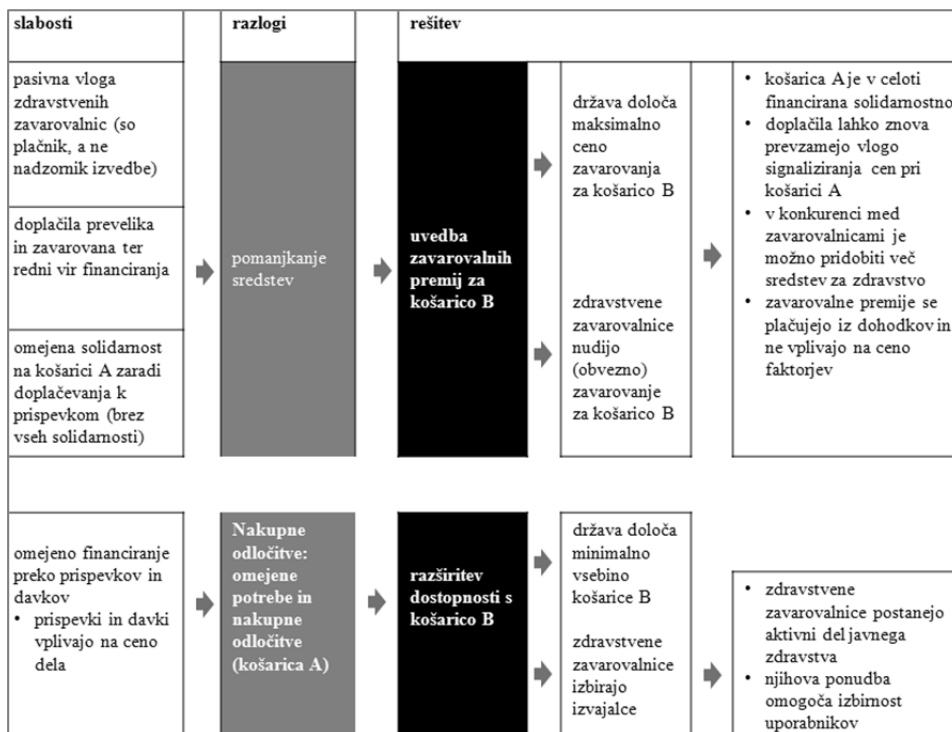 slabosti
razlogi
rešitev
pasivna vloga
zdravstvenih
zavarovalnic (so
plačnik, a ne
nadzornik izvedbe)
doplačila prevelika
in zavarovana ter
redni vir financiranja
omejena solidarnost
na košarici A zaradi
doplačevanja k
prispevkom (brez
vseh solidarnosti)
pomanjkanje
sredstev
uvedba
zavarovalnih
premij za
košarico B
država določa
maksimalno
ceno
zavarovanja
za košarico B
zdravstvene
zavarovalnice
nudijo
(obvezno)
zavarovanje
za košarico B
• košarica A je v celoti
financirana solidarnostno
• doplačila lahko znova
prevzamejo vlogo
signaliziranja cen pri
košarici A
• v konkurenci med
zavarovalnicami je
možno pridobiti več
sredstev za zdravstvo
• zavarovalne premije se
plačujejo iz dohodkov in
ne vplivajo na ceno
faktorjev
omejeno financiranje
preko prispevkov in
davkov
• prispevki in davki
vplivajo na ceno
dela
Nakupne
odločitve:
omejene
potrebe in
nakupne
odločitve
(košarica A)
razširitev
dostopnosti s
košarico B
država določa
minimalno
vsebino
košarice B
zdravstvene
zavarovalnice
izbirajo
izvajalce
• zdravstvene
zavarovalnice postanejo
aktivni del javnega
zdravstva
• njihova ponudba
omogoča izbirnost
uporabnikov